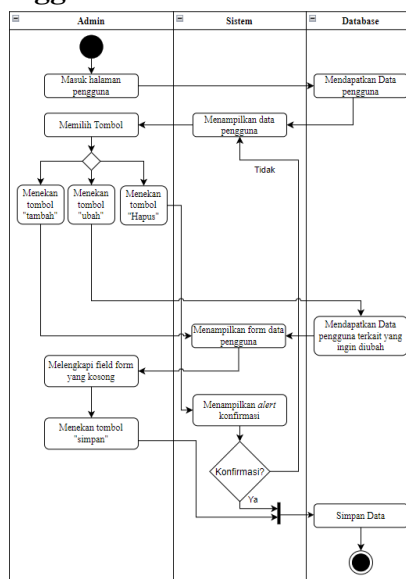 Admin
Sistem
Database
Masuk halaman
pengguna
Mendapatkan Data
pengguna
Memilih Tombol
Menampilkan data
pengguna
Tidak
Menekan
tombol
"tambah"
Menekan
tombol
"ubah"
Menekan
tombol
"Hapus"
Menampilkan form data
pengguna
Mendapatkan Data
pengguna terkait yang
ingin diubah
Melengkapi field form
yang kosong
Menampilkan alert
konfirmasi
Menekan tombol
"simpan"
Konfirmasi?
Ya
Simpan Data